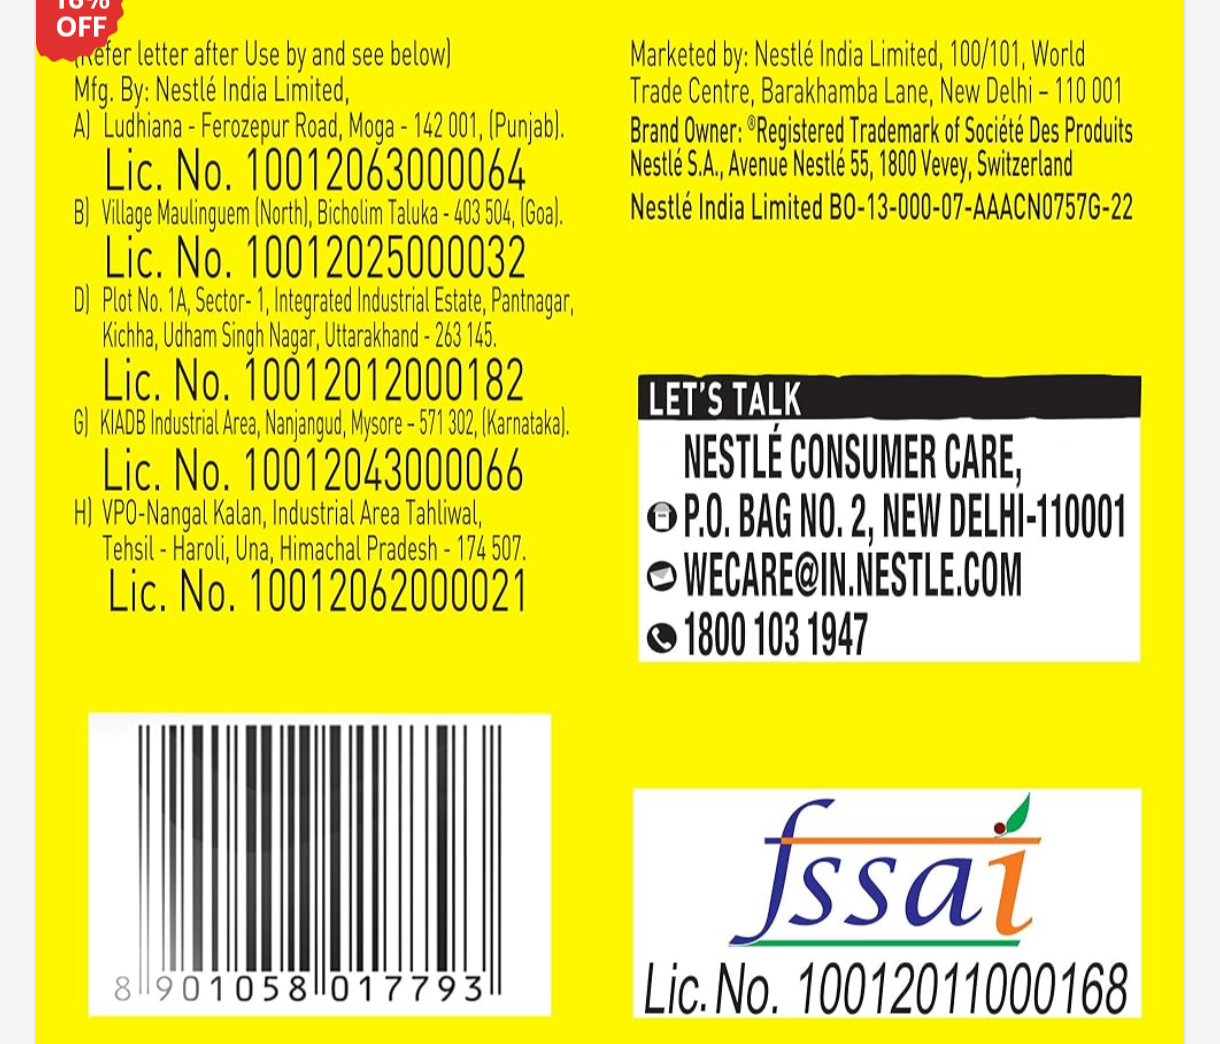 16%
OFF
(Refer letter after Use by and see below)
Mfg. By: Nestlé India Limited,
A) Ludhiana - Ferozepur Road, Moga - 142 001, (Punjab).
Lic. No. 10012063000064
B) Village Maulinguem (North), Bicholim Taluka - 403 504, (Goa).
Lic. No. 10012025000032
D) Plot No. 1A, Sector- 1, Integrated Industrial Estate, Pantnagar,
Kichha, Udham Singh Nagar, Uttarakhand - 263 145.
Lic. No. 10012012000182
G) KIADB Industrial Area, Nanjangud, Mysore – 571 302, (Karnataka).
Lic. No. 10012043000066
H) VPO-Nangal Kalan, Industrial Area Tahliwal,
Tehsil - Haroli, Una, Himachal Pradesh - 174 507.
Lic. No. 10012062000021
8 901058 017793
Marketed by: Nestlé India Limited, 100/101, World
Trade Centre, Barakhamba Lane, New Delhi – 110 001
Brand Owner: ®Registered Trademark of Société Des Produits
Nestlé S.A., Avenue Nestlé 55, 1800 Vevey, Switzerland
Nestlé India Limited BO-13-000-07-AAACN0757G-22
LET'S TALK
NESTLÉ CONSUMER CARE,
P.O. BAG NO. 2, NEW DELHI-110001
WECARE@IN.NESTLE.COM
1800 103 1947
fssai
Lic. No. 10012011000168